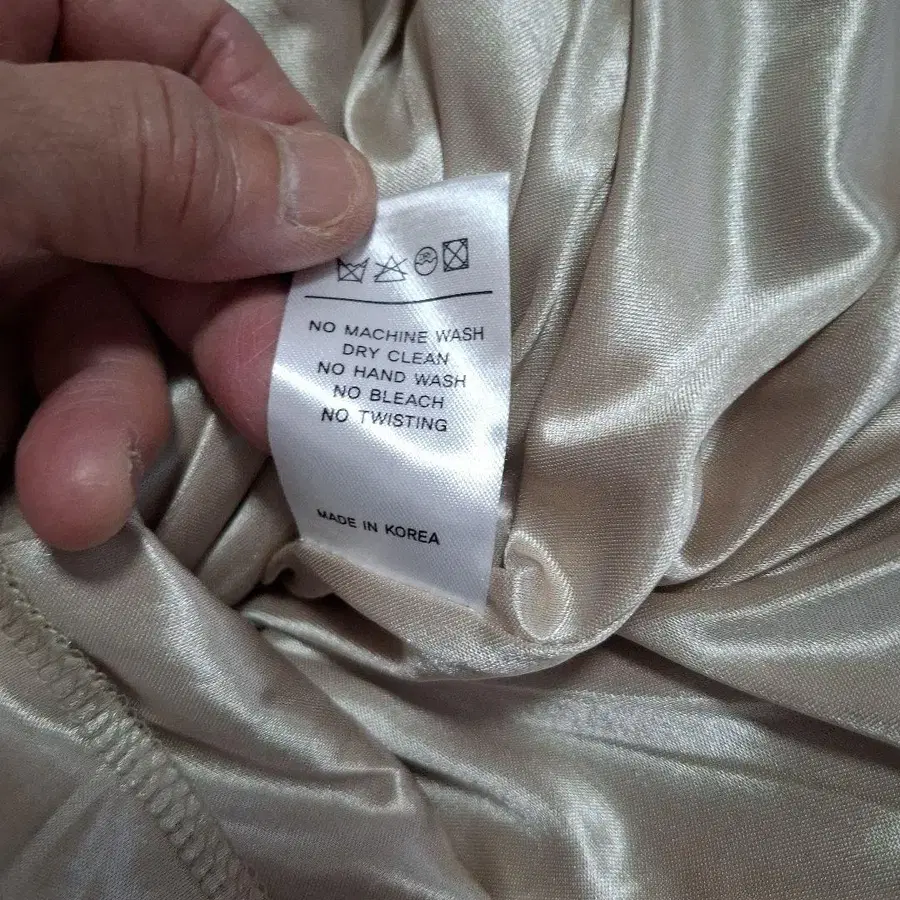 NO MACHINE WASH
DRY CLEAN
NO HAND WASH
NO BLEACH
NO TWISTING
MADE IN KOREA